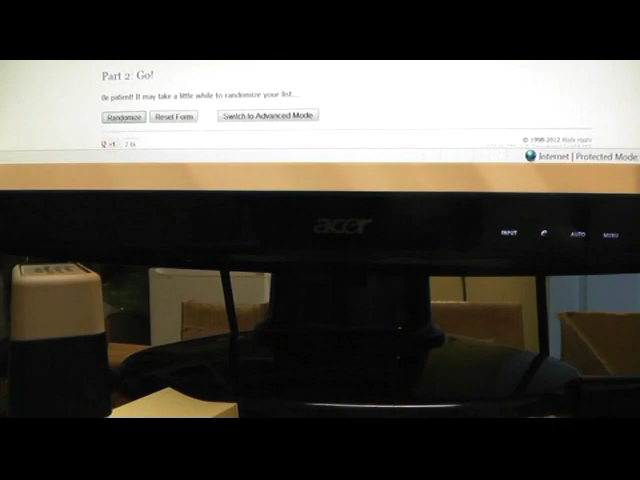 Part 2: Go!
Be patient! It may take a little while to randomize your list...
Randomize Reset Form Switch to Advanced Mode
© 1998-2012
+1
Internet | Protected Mode
acer
INPUT AUTO MENU